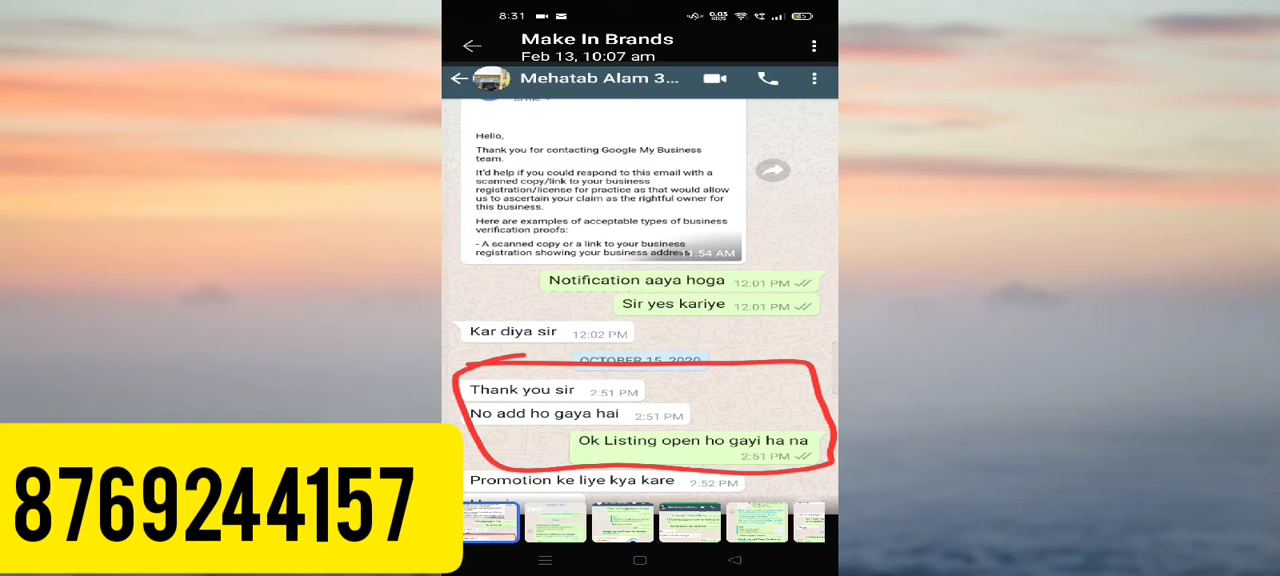 8:31
0.03
KB/S
Make In Brands
Feb 13, 10:07 am
Mehatab Alam 3...
to me
Hello,
Thank you for contacting Google My Business
team.
It'd help if you could respond to this email with a
scanned copy/link to your business
registration/license for practice as that would allow
us to ascertain your claim as the rightful owner for
this business.
Here are examples of acceptable types of business
verification proofs:
- A scanned copy or a link to your business
registration showing your business address
11:54 AM
Notification aaya hoga 12:01 PM
Sir yes kariye 12:01 PM
Kar diya sir 12:02 PM
OCTOBER 15, 2020
Thank you sir 2:51 PM
No add ho gaya hai 2:51 PM
Ok Listing open ho gayi ha na
2:51 PM
Promotion ke liye kya kare 2:52 PM
8769244157